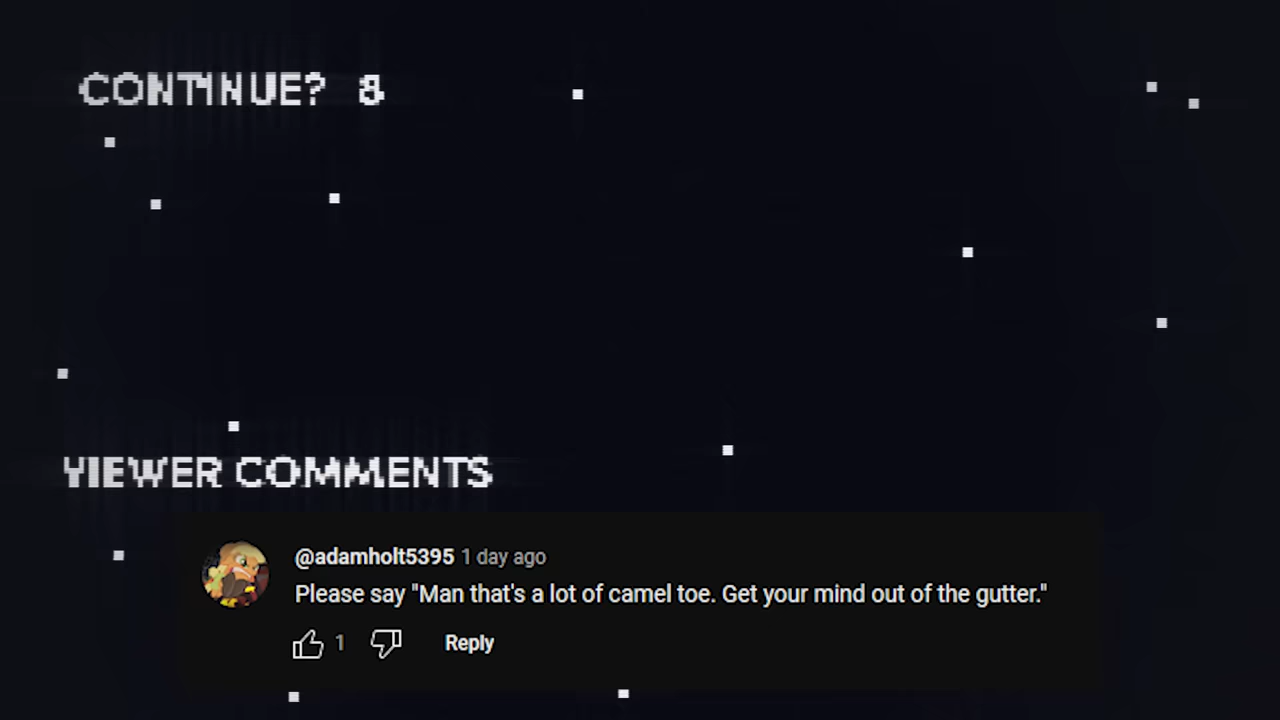 CONTINUE? 8
VIEWER COMMENTS
@adamholt5395 1 day ago
Please say "Man that's a lot of camel toe. Get your mind out of the gutter."
1 Reply